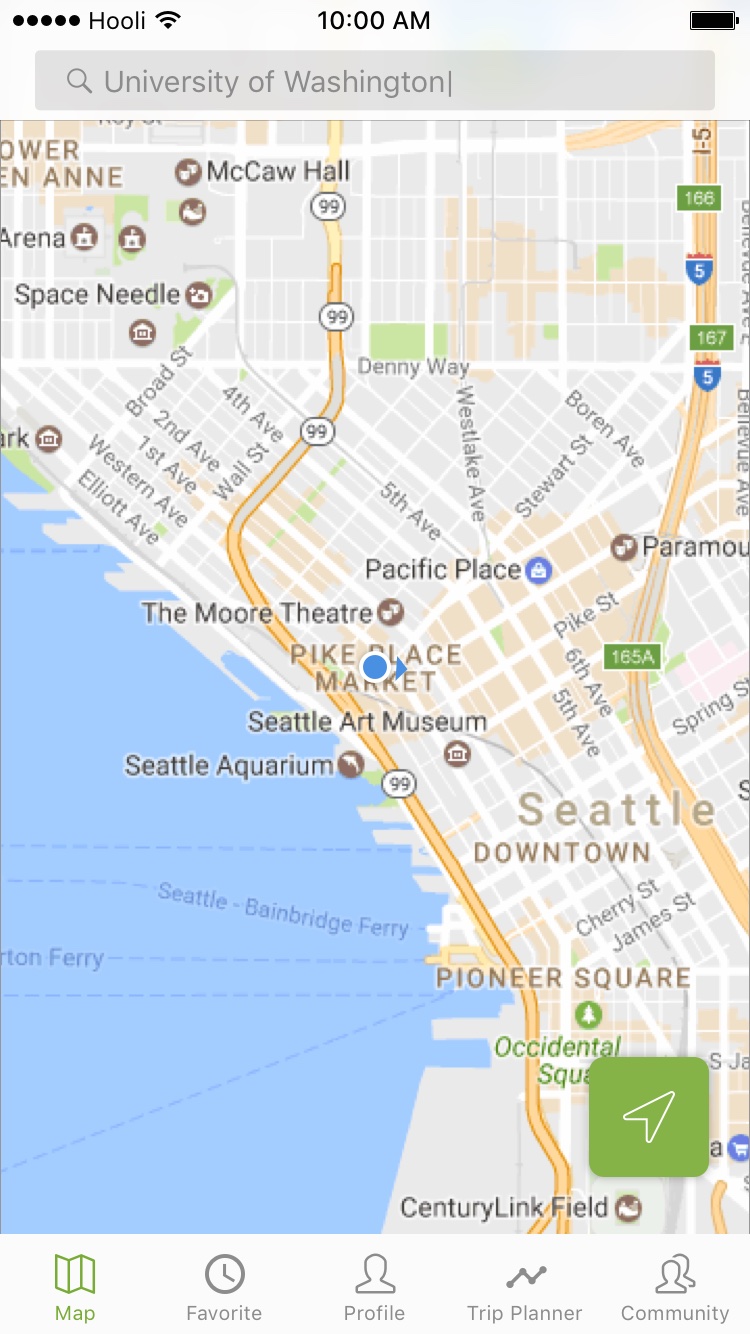 Hooli
10:00 AM
University of Washington
I-5
OWER
EN ANNE
McCaw Hall
99
166
Arena
5
Space Needle
99
167
Denny Way
5
Broad St
4th Ave
2nd Ave
1st Ave
Wall St
Western Ave
Elliott Ave
99
Westlake Ave
Boren Ave
Bellevue Ave
Stewart St
ark
5th Ave
Pacific Place
Paramou
The Moore Theatre
Pike St
PIKE PLACE
MARKET
165A
6th Ave
5th Ave
Spring S
Seattle Art Museum
Seattle Aquarium
99
Seattle
DOWNTOWN
Cherry St
James St
Seattle - Bainbridge Ferry
rton Ferry
PIONEER SQUARE
Occidental
Squa
S Ja
a
CenturyLink Field
Map
Favorite
Profile
Trip Planner
Community